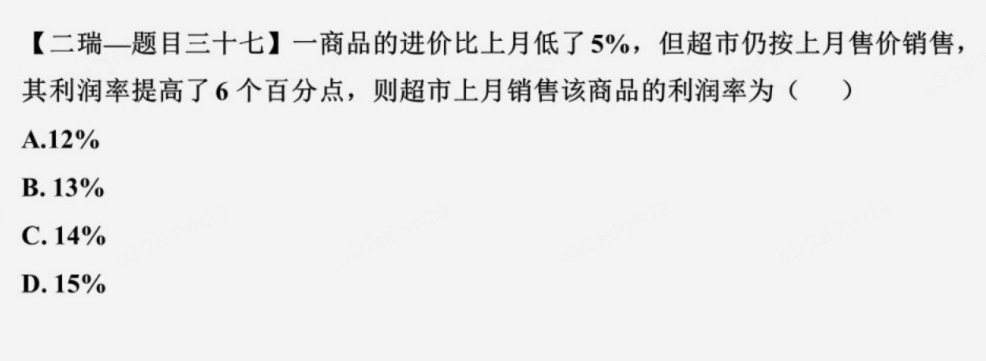 【二瑞—题目三十七】一商品的进价比上月低了 5%，但超市仍按上月售价销售，
其利润率提高了 6 个百分点，则超市上月销售该商品的利润率为（ ）
A.12%
B. 13%
C. 14%
D. 15%